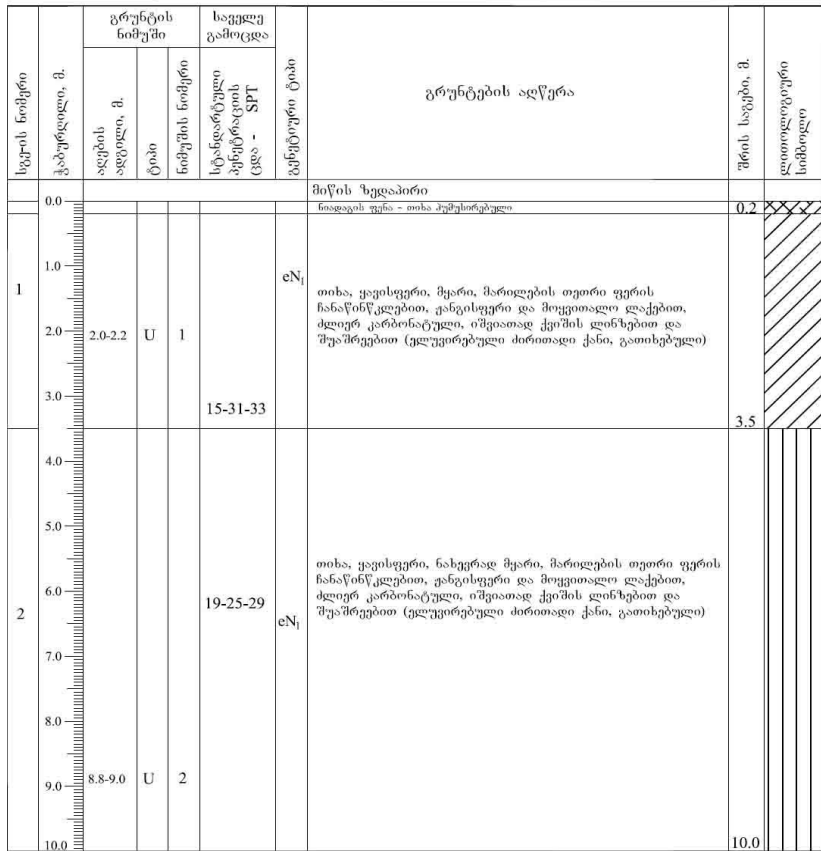 სგე-ის ნომერი
ჭაბურღილი, მ.
გრუნტის
ნიმუში
აღების
ადგილი, მ.
ტიპი
ნიმუშის ნომერი
საველე
გამოცდა
სტანდარტული
პენეტრაციის
ცდა - SPT
გენეტიური ტიპი
გრუნტების აღწერა
შრის საგები, მ.
ლითოლოგიური
სიმბოლო
მიწის ზედაპირი
0.0
ნიადაგის ფენა - თიხა ჰუმუსირებული
0.2
1.0
1
eN1
თიხა, ყავისფერი, მყარი, მარილების თეთრი ფერის
ჩანაწინწკლებით, ჟანგისფერი და მოყვითალო ლაქებით,
ძლიერ კარბონატული, იშვიათად ქვიშის ლინზებით და
შუაშრეებით (ელუვირებული ძირითადი ქანი, გათიხებული)
2.0
2.0-2.2
U
1
3.0
15-31-33
3.5
4.0
5.0
თიხა, ყავისფერი, ნახევრად მყარი, მარილების თეთრი ფერის
ჩანაწინწკლებით, ჟანგისფერი და მოყვითალო ლაქებით,
ძლიერ კარბონატული, იშვიათად ქვიშის ლინზებით და
შუაშრეებით (ელუვირებული ძირითადი ქანი, გათიხებული)
6.0
19-25-29
2
eN1
7.0
8.0
9.0
8.8-9.0
U
2
10.0
10.0